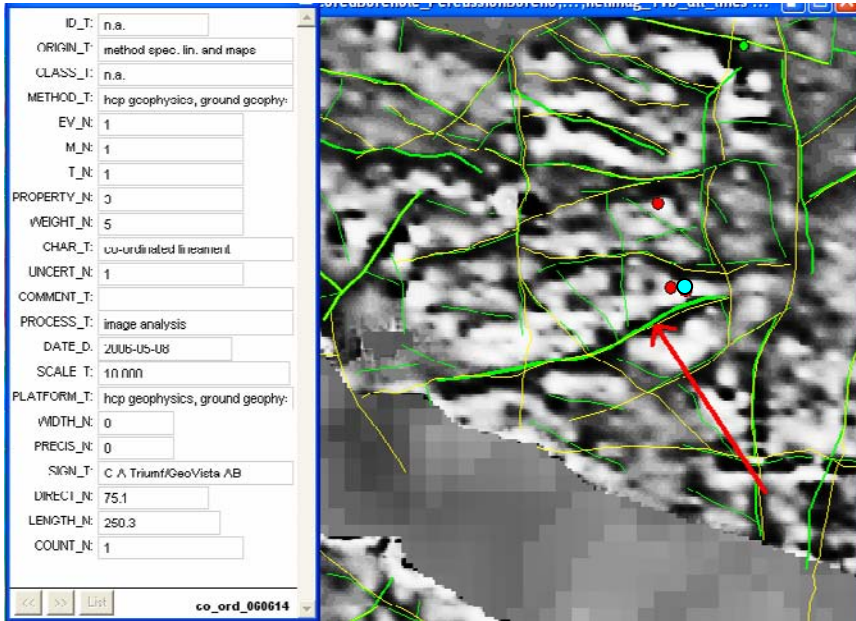 ID_T: n.a.
ORIGIN_T: method spec. lin. and maps
CLASS_T: n.a.
METHOD_T: hcp geophysics, ground geophy:
EV_N: 1
M_N: 1
T_N: 1
PROPERTY_N: 3
WEIGHT_N: 5
CHAR_T: co-ordinated lineament
UNCERT_N: 1
COMMENT_T:
PROCESS_T: image analysis
DATE_D: 2006-05-08
SCALE_T: 10.000
PLATFORM_T: hcp geophysics, ground geophy:
WIDTH_N: 0
PRECIS_N: 0
SIGN_T: C A Triumf/GeoVista AB
DIRECT_N: 75.1
LENGTH_N: 250.3
COUNT_N: 1
<< >> List co_ord_060614